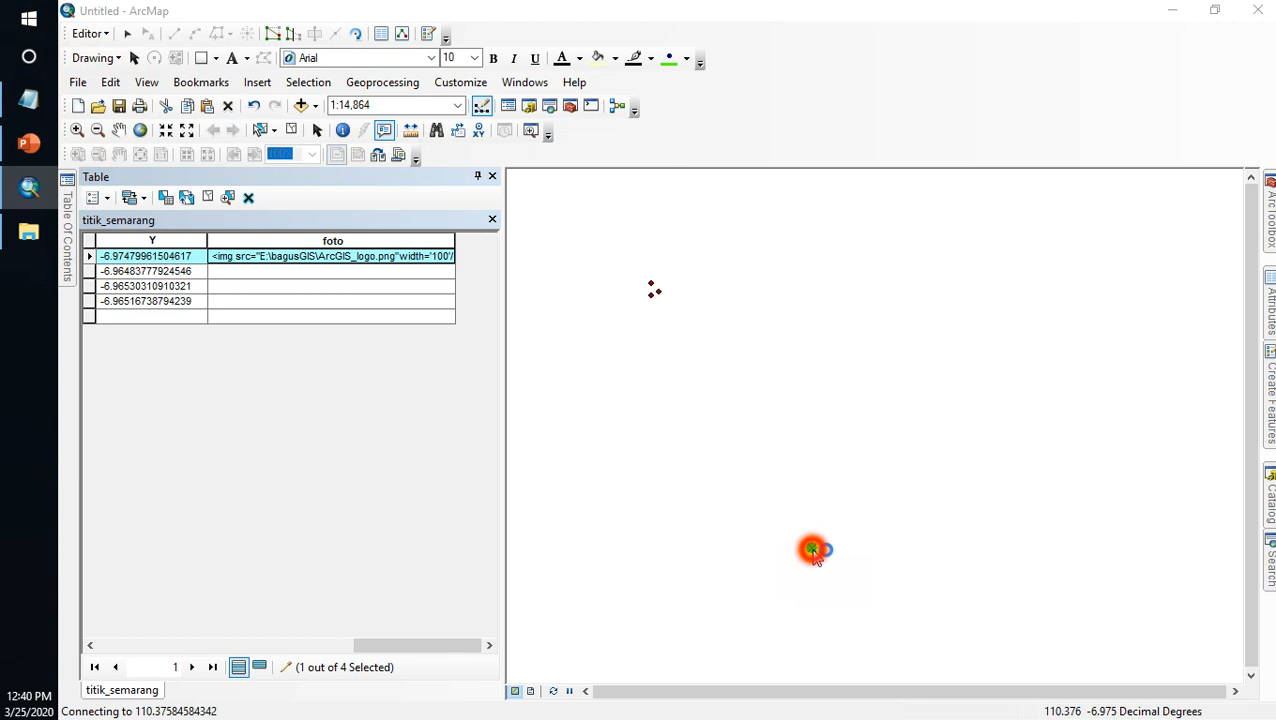 Untitled - ArcMap
Editor
Drawing A Arial 10 B I U A
File Edit View Bookmarks Insert Selection Geoprocessing Customize Windows Help
1:14,864
100%
Table
titik_semarang
Y foto
-6.97479961504617 <img src="E:\bagusGIS\ArcGIS_logo.png"width='100'/
-6.96483777924546
-6.96530310910321
-6.96516738794239
1 (1 out of 4 Selected)
titik_semarang
Connecting to 110.37584584342
110.376 -6.975 Decimal Degrees
Table Of Contents
ArcToolbox
Attributes
Create Features
Catalog
Search
12:40 PM
3/25/2020